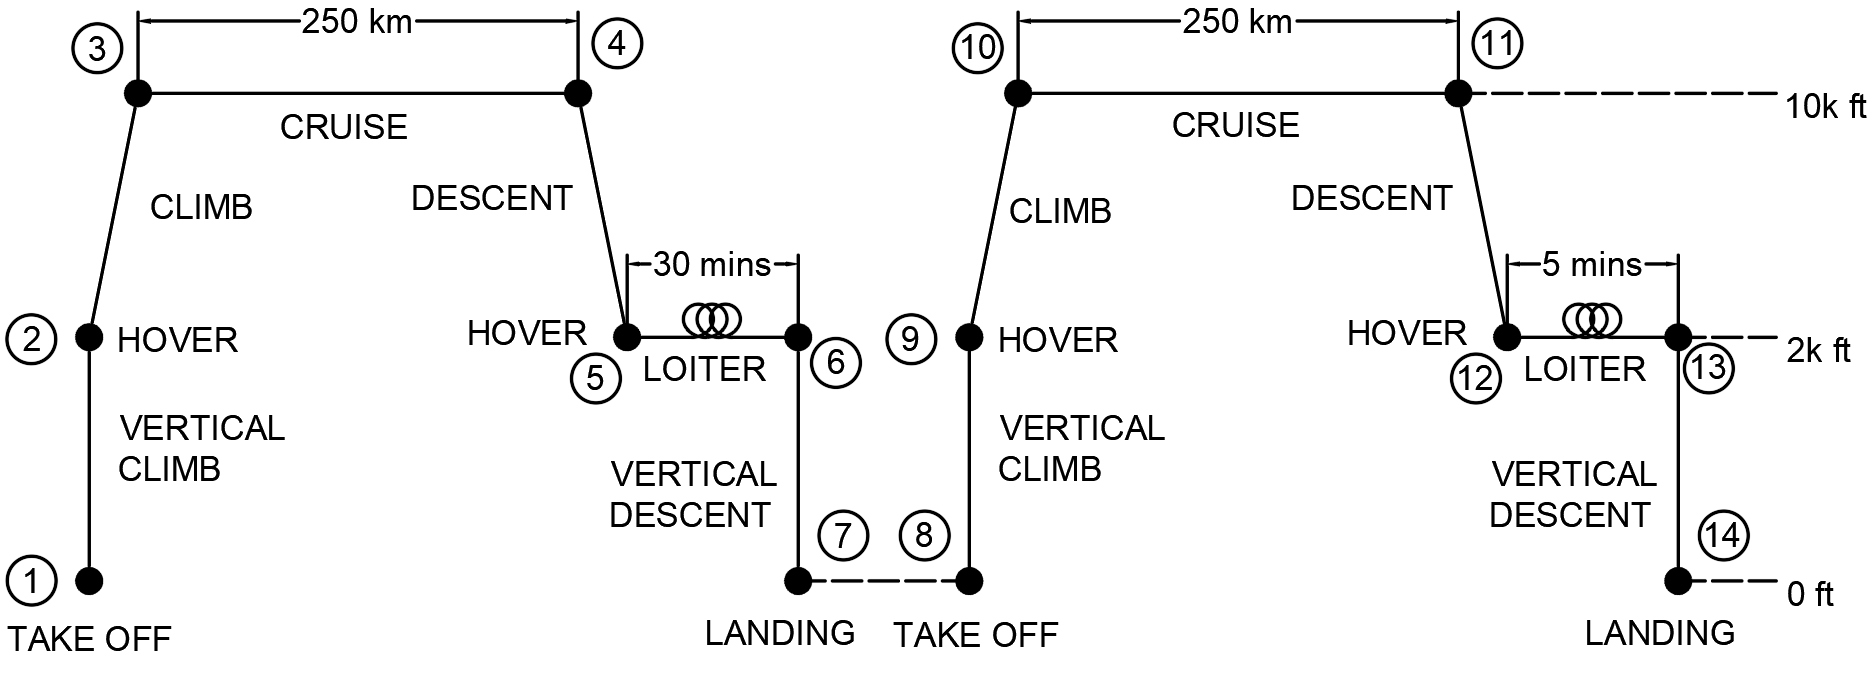 250 km
250 km
3
4
10
11
10k ft
CRUISE
CRUISE
CLIMB
DESCENT
CLIMB
DESCENT
30 mins
5 mins
2
HOVER
HOVER
5
LOITER
6
9
HOVER
HOVER
12
LOITER
13
2k ft
VERTICAL
CLIMB
VERTICAL
DESCENT
VERTICAL
CLIMB
VERTICAL
DESCENT
7
8
14
1
0 ft
TAKE OFF
LANDING
TAKE OFF
LANDING